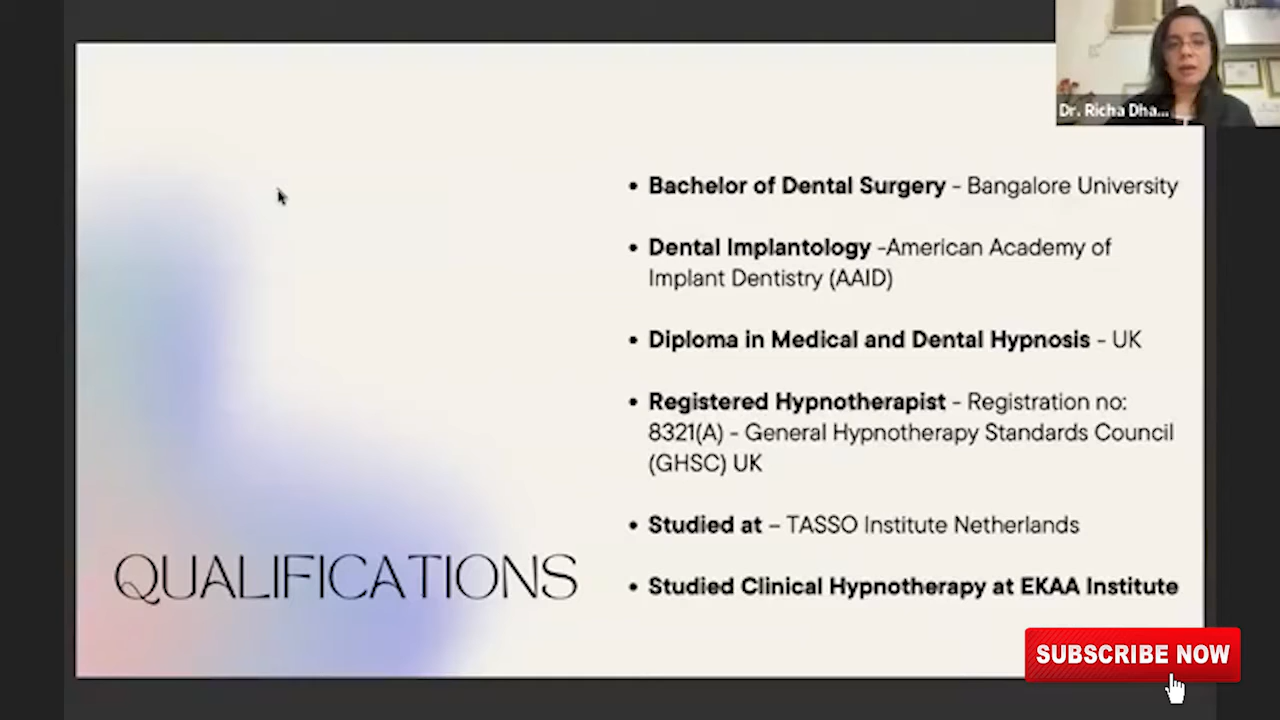 Dr. Richa Dha...
• Bachelor of Dental Surgery - Bangalore University
• Dental Implantology -American Academy of
Implant Dentistry (AAID)
• Diploma in Medical and Dental Hypnosis - UK
• Registered Hypnotherapist - Registration no:
8321(A) - General Hypnotherapy Standards Council
(GHSC) UK
• Studied at – TASSO Institute Netherlands
• Studied Clinical Hypnotherapy at EKAA Institute
QUALIFICATIONS
SUBSCRIBE NOW